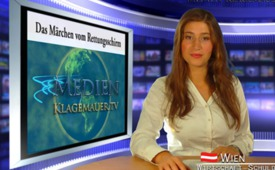 Das Märchen vom Rettungsschirm
MEDIEN
KLAGEMAUER.TV
WIEN